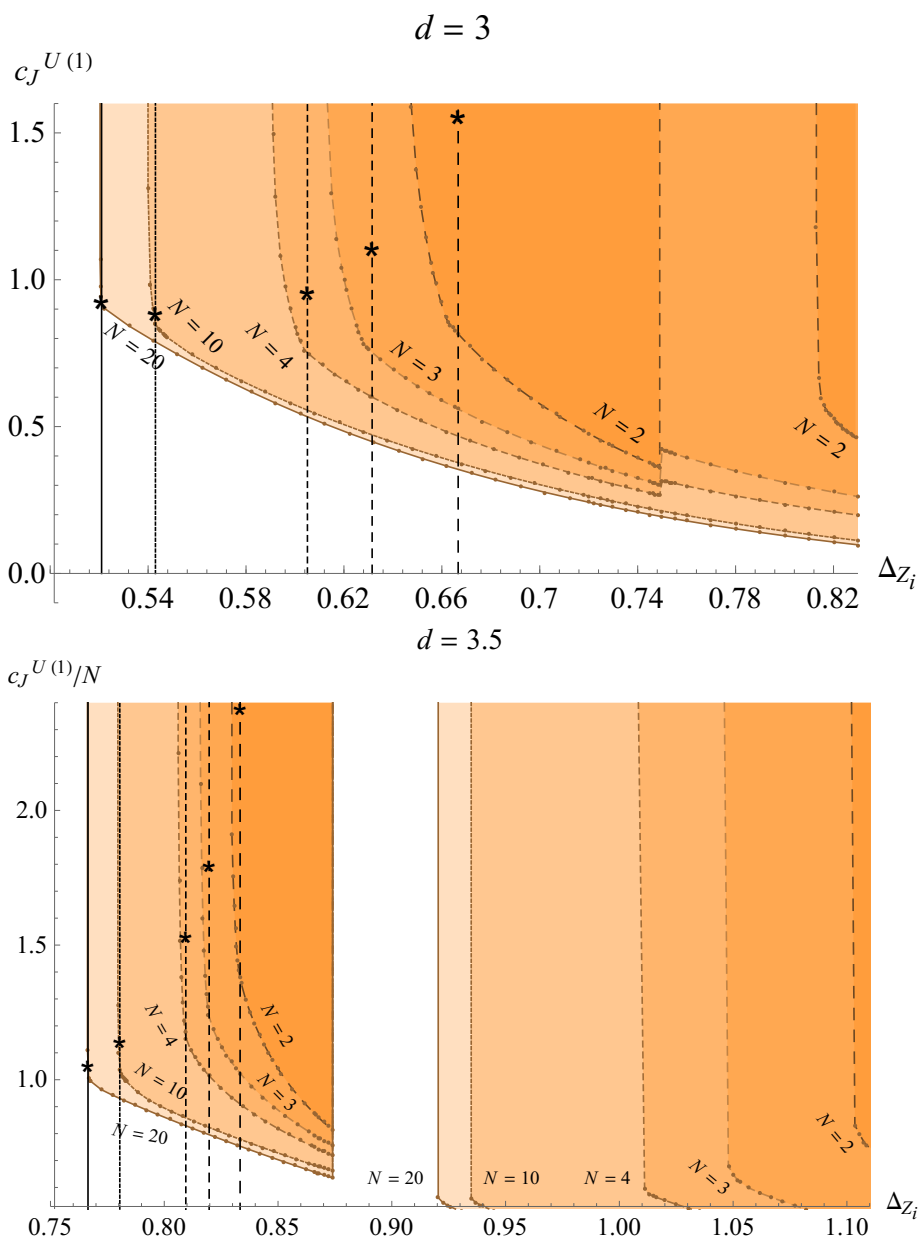 d = 3
c_J^{U(1)}
1.5
1.0
0.5
0.0
N = 20
N = 10
N = 4
N = 3
N = 2
N = 2
0.54 0.58 0.62 0.66 0.7 0.74 0.78 0.82
Δ_{Z_i}
d = 3.5
c_J^{U(1)}/N
2.0
1.5
1.0
N = 20
N = 10
N = 4
N = 3
N = 2
N = 20
N = 10
N = 4
N = 3
N = 2
0.75 0.80 0.85 0.90 0.95 1.00 1.05 1.10
Δ_{Z_i}